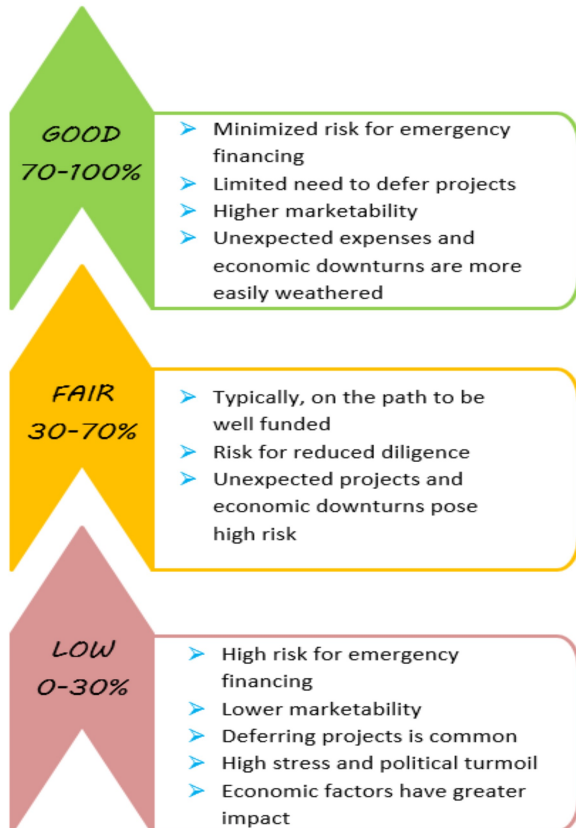 GOOD
70-100%
➢ Minimized risk for emergency
financing
➢ Limited need to defer projects
➢ Higher marketability
➢ Unexpected expenses and
economic downturns are more
easily weathered
FAIR
30-70%
➢ Typically, on the path to be
well funded
➢ Risk for reduced diligence
➢ Unexpected projects and
economic downturns pose
high risk
LOW
0-30%
➢ High risk for emergency
financing
➢ Lower marketability
➢ Deferring projects is common
➢ High stress and political turmoil
➢ Economic factors have greater
impact